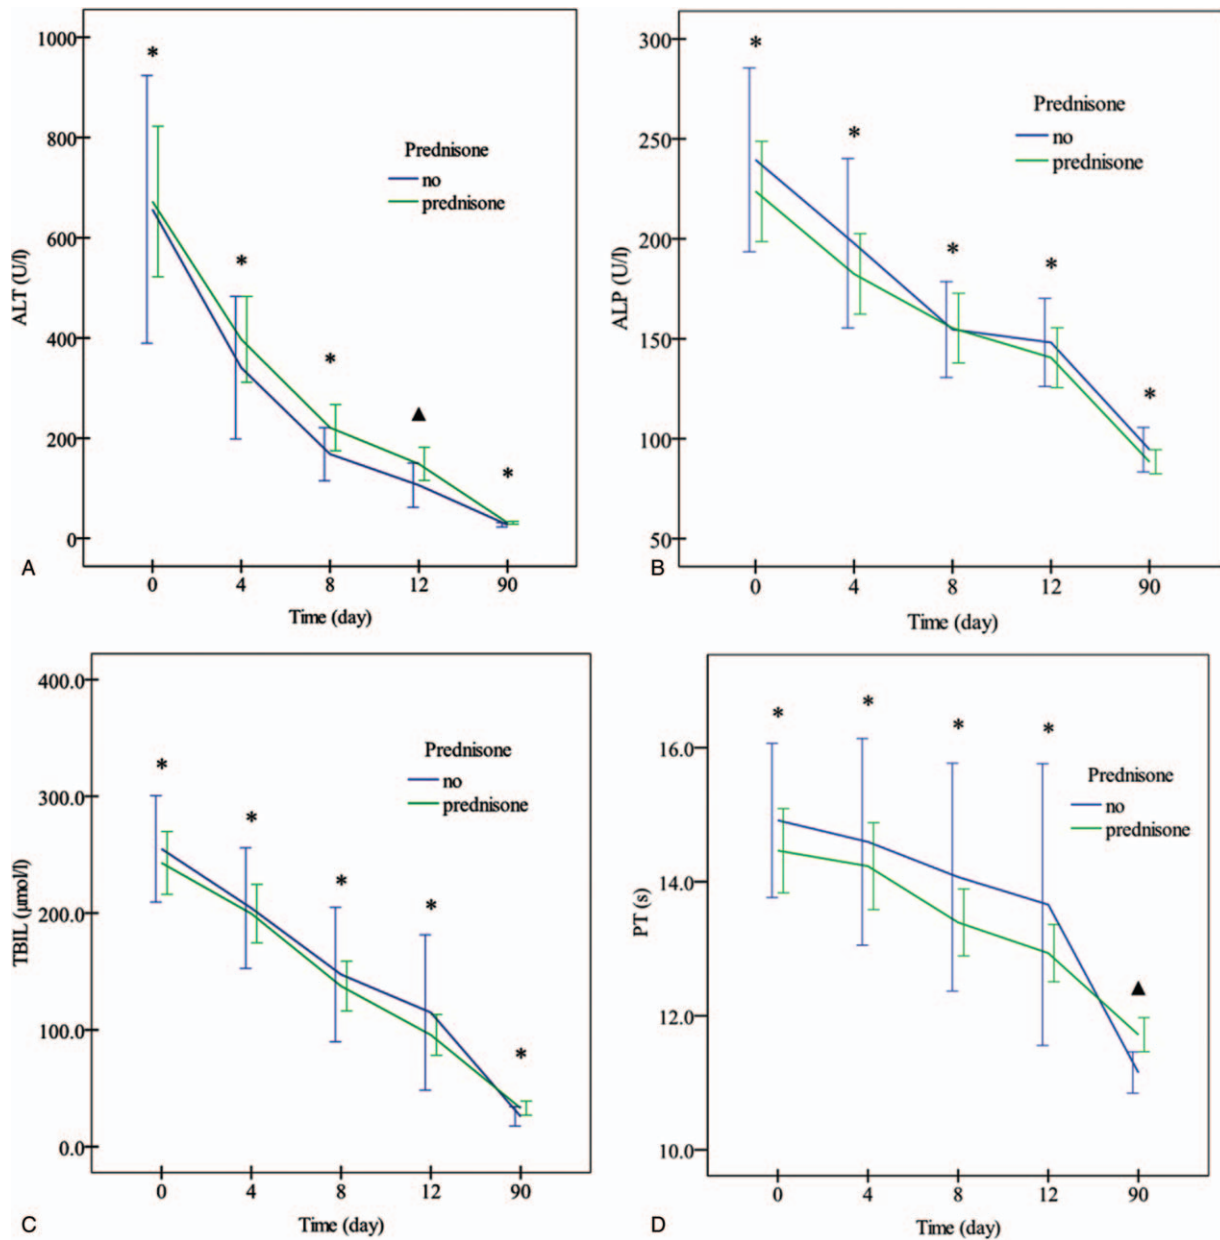 1000
800
600
400
200
0
ALT (U/l)
*
*
*
▲
*
Prednisone
no
prednisone
0 4 8 12 90
Time (day)
A
300
250
200
150
100
50
ALP (U/l)
*
*
*
*
*
Prednisone
no
prednisone
0 4 8 12 90
Time (day)
B
400.0
300.0
200.0
100.0
0.0
TBIL (μmol/l)
*
*
*
*
*
Prednisone
no
prednisone
0 4 8 12 90
Time (day)
C
16.0
14.0
12.0
10.0
PT (s)
*
*
*
*
▲
Prednisone
no
prednisone
0 4 8 12 90
Time (day)
D